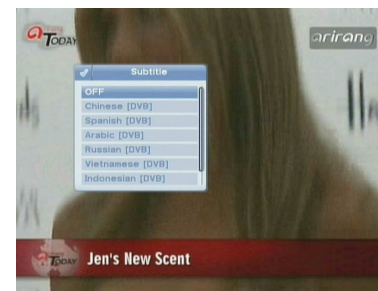 TODAY
arirang
Subtitle
OFF
Chinese [DVB]
Spanish [DVB]
Arabic [DVB]
Russian [DVB]
Vietnamese [DVB]
Indonesian [DVB]
TODAY
Jen's New Scent